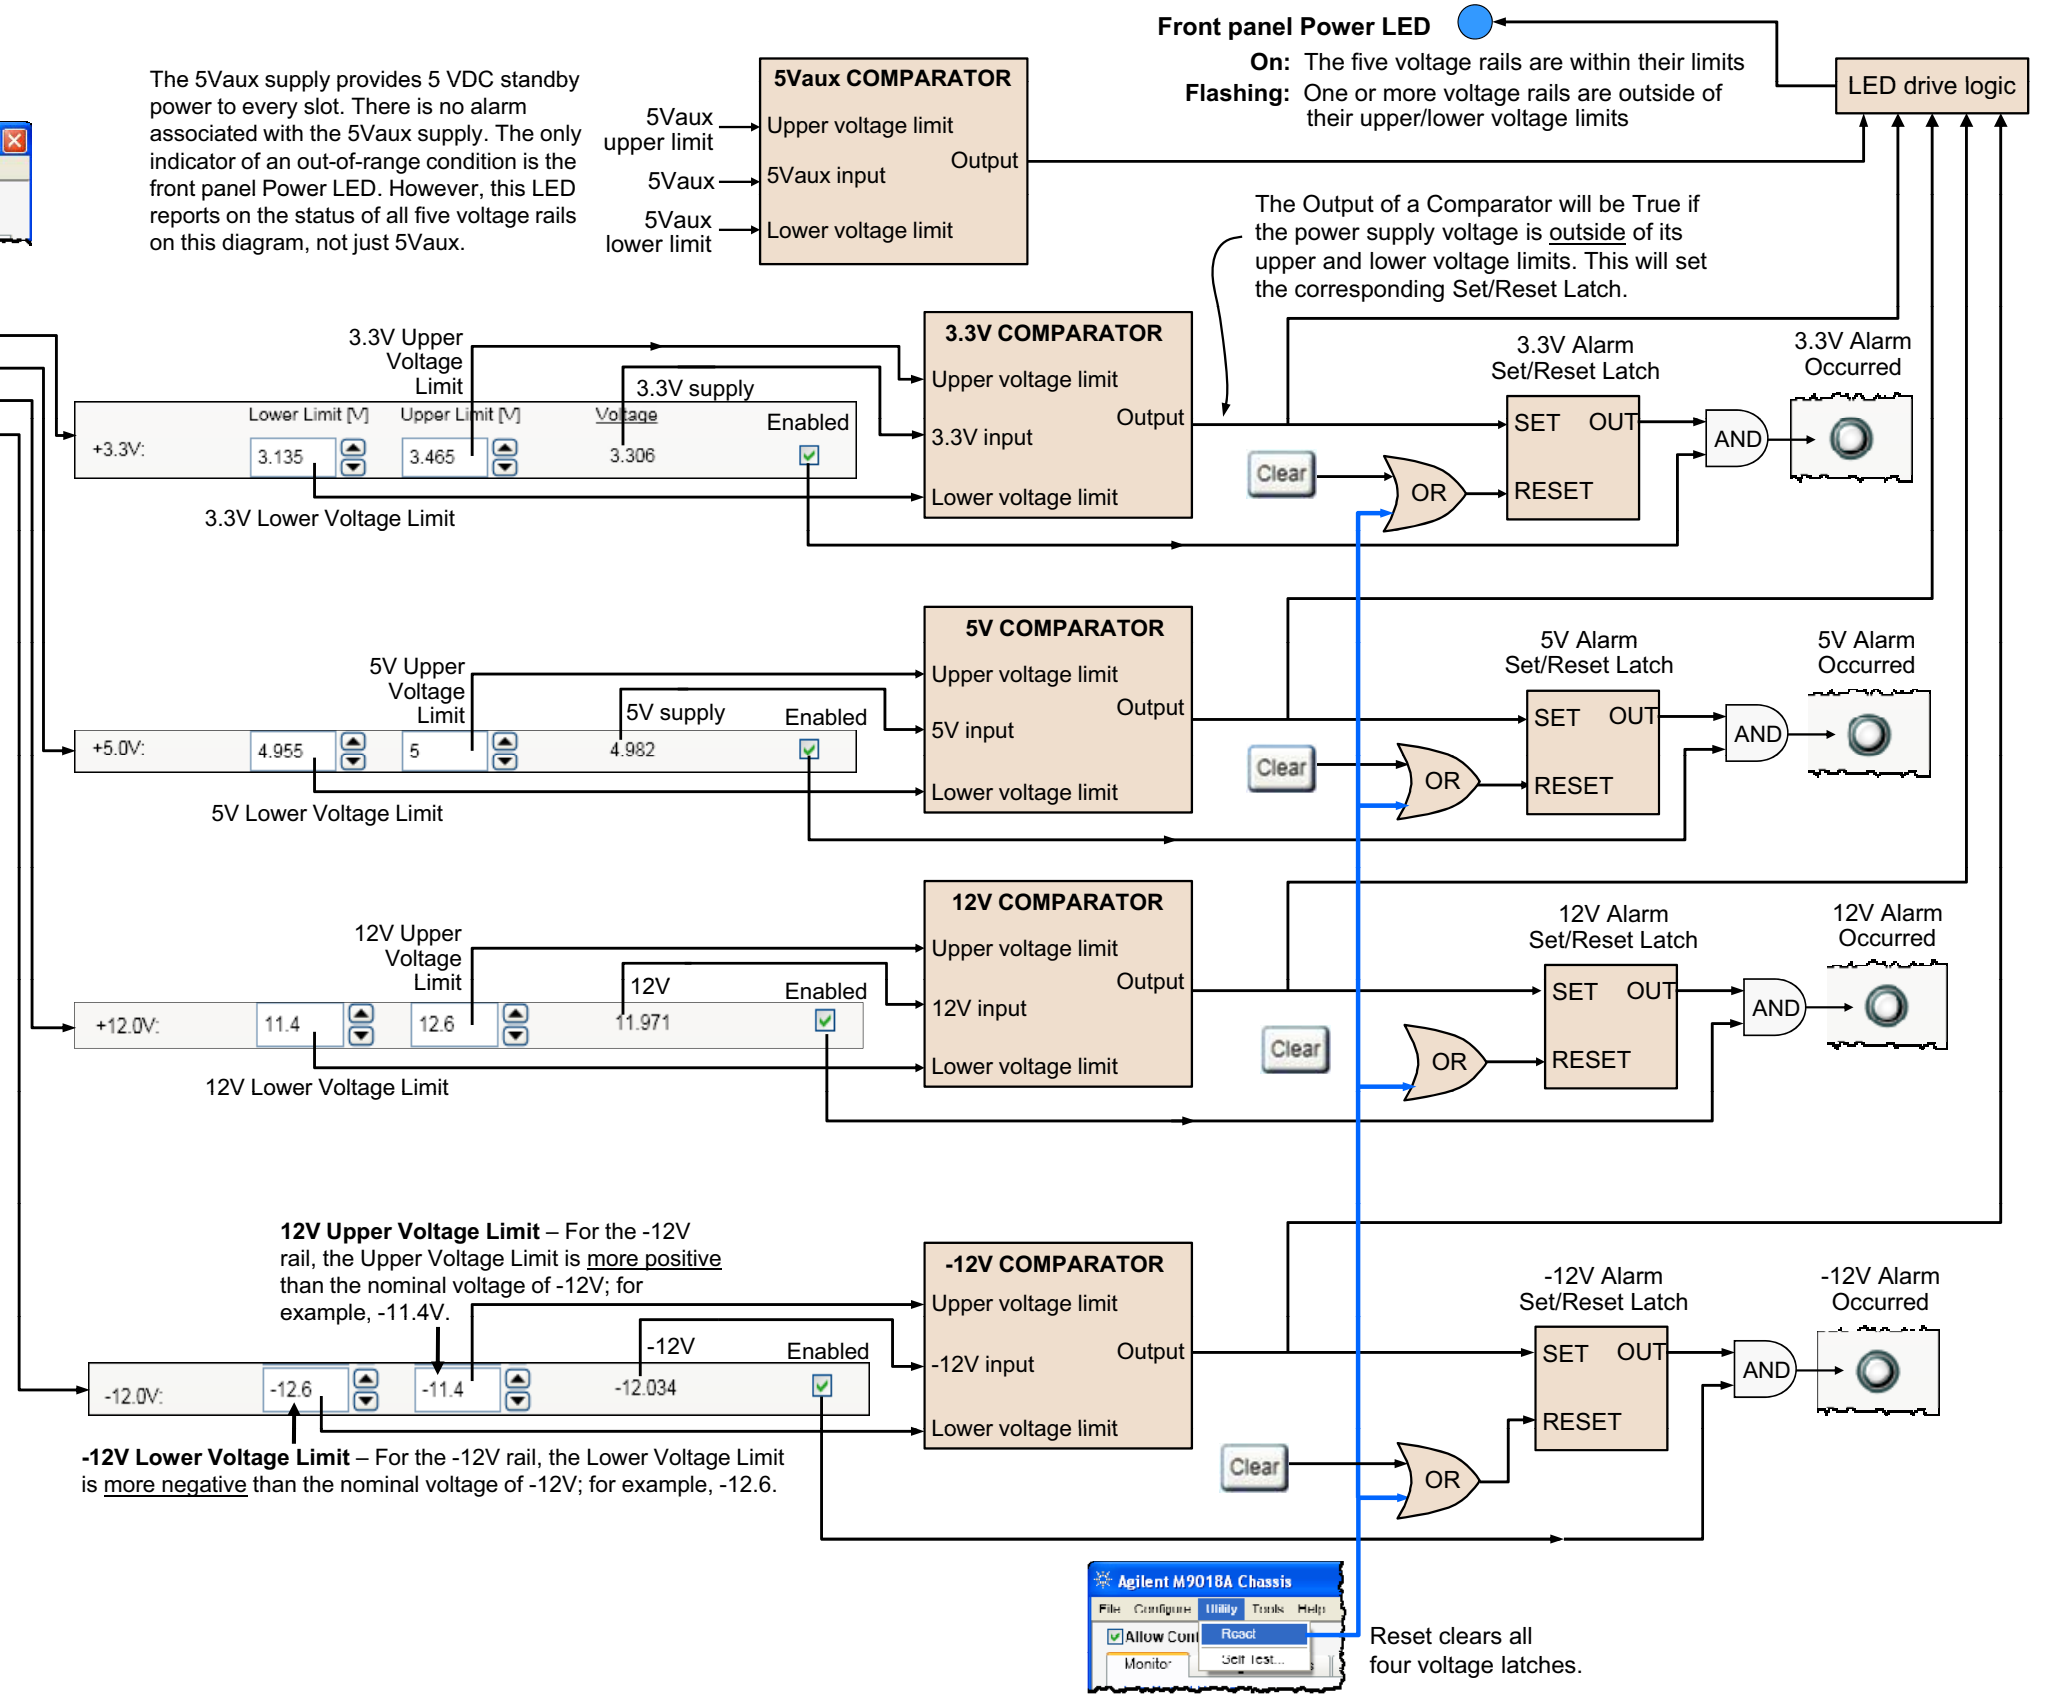 Front panel Power LED
On: The five voltage rails are within their limits
Flashing: One or more voltage rails are outside of
their upper/lower voltage limits
LED drive logic
The 5Vaux supply provides 5 VDC standby
power to every slot. There is no alarm
associated with the 5Vaux supply. The only
indicator of an out-of-range condition is the
front panel Power LED. However, this LED
reports on the status of all five voltage rails
on this diagram, not just 5Vaux.
5Vaux
upper limit
5Vaux
5Vaux
lower limit
5Vaux COMPARATOR
Upper voltage limit
5Vaux input
Output
Lower voltage limit
The Output of a Comparator will be True if
the power supply voltage is outside of its
upper and lower voltage limits. This will set
the corresponding Set/Reset Latch.
3.3V Upper
Voltage
Limit
3.3V supply
Lower Limit [V]
Upper Limit [V]
Voltage
Enabled
+3.3V:
3.135
3.465
3.306
3.3V Lower Voltage Limit
3.3V COMPARATOR
Upper voltage limit
Output
3.3V input
Lower voltage limit
Clear
OR
3.3V Alarm
Set/Reset Latch
SET
OUT
RESET
AND
3.3V Alarm
Occurred
5V Upper
Voltage
Limit
5V supply
Enabled
+5.0V:
4.955
5
4.982
5V Lower Voltage Limit
5V COMPARATOR
Upper voltage limit
Output
5V input
Lower voltage limit
Clear
OR
5V Alarm
Set/Reset Latch
SET
OUT
RESET
AND
5V Alarm
Occurred
12V Upper
Voltage
Limit
12V
Enabled
+12.0V:
11.4
12.6
11.971
12V Lower Voltage Limit
12V COMPARATOR
Upper voltage limit
Output
12V input
Lower voltage limit
Clear
OR
12V Alarm
Set/Reset Latch
SET
OUT
RESET
AND
12V Alarm
Occurred
12V Upper Voltage Limit – For the -12V
rail, the Upper Voltage Limit is more positive
than the nominal voltage of -12V; for
example, -11.4V.
-12V
Enabled
-12.0V:
-12.6
-11.4
-12.034
-12V Lower Voltage Limit – For the -12V rail, the Lower Voltage Limit
is more negative than the nominal voltage of -12V; for example, -12.6.
-12V COMPARATOR
Upper voltage limit
Output
-12V input
Lower voltage limit
Clear
OR
-12V Alarm
Set/Reset Latch
SET
OUT
RESET
AND
-12V Alarm
Occurred
Agilent M9018A Chassis
File Configure Utility Tools Help
Allow Cont
Reset
Monitor
Self Test...
Reset clears all
four voltage latches.